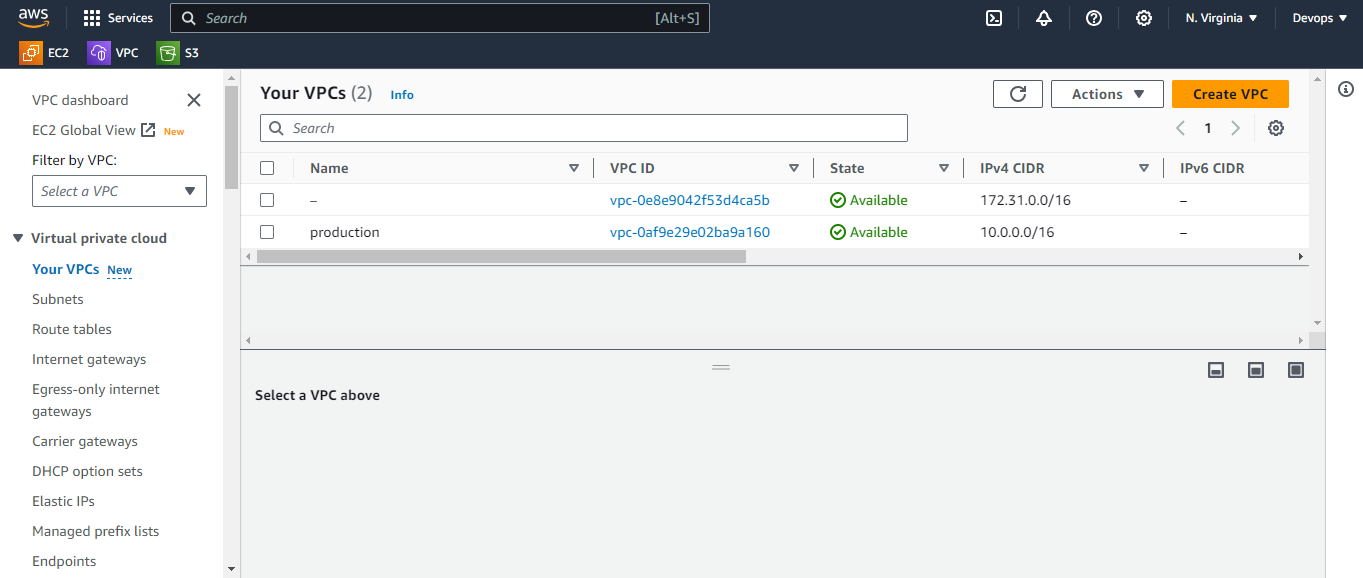 aws Services Search [Alt+S] N. Virginia Devops
EC2 VPC S3
VPC dashboard
EC2 Global View New
Filter by VPC:
Select a VPC
Virtual private cloud
Your VPCs New
Subnets
Route tables
Internet gateways
Egress-only internet
gateways
Carrier gateways
DHCP option sets
Elastic IPs
Managed prefix lists
Endpoints
Your VPCs (2) Info Actions Create VPC
Search 1
Name VPC ID State IPv4 CIDR IPv6 CIDR
– vpc-0e8e9042f53d4ca5b Available 172.31.0.0/16 –
production vpc-0af9e29e02ba9a160 Available 10.0.0.0/16 –
Select a VPC above